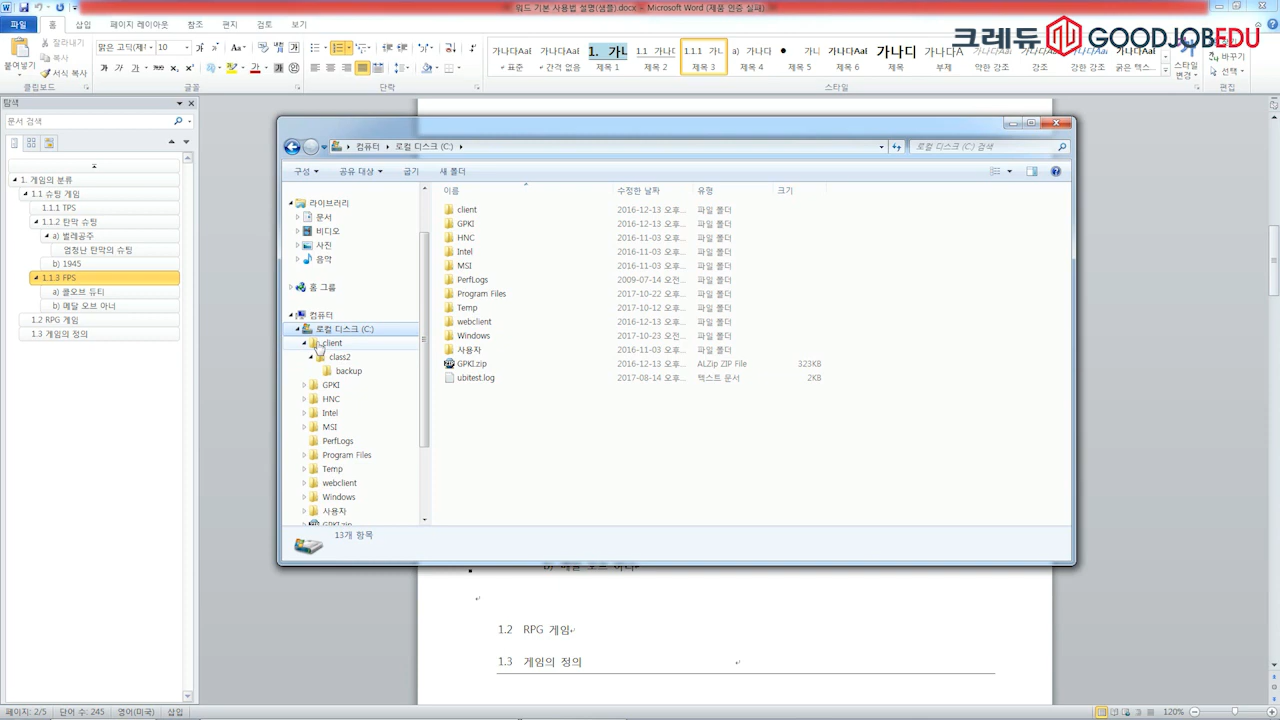 워드 기본 사용법 설명(샘플).docx - Microsoft Word (제품 인증 실패)
파일 홈 삽입 페이지 레이아웃 참조 편지 검토 보기
크레듀 GOODJOBEDU
붙여넣기
잘라내기
복사
서식 복사
클립보드
맑은 고딕(제 10
글꼴
단락
가나다AaI 가나다AaI 1. 가 1.1 가나다 1.1.1 가 a) 가나다
표준 간격 없음 제목 1 제목 2 제목 3 제목 4 제목 5 제목 6 제목 부제 약한 강조 강조 강한 강조 굵은 텍스...
스타일
스타일 변경
바꾸기
선택
편집
탐색
문서 검색
1. 게임의 분류
1.1 슈팅 게임
1.1.1 TPS
1.1.2 탄막 슈팅
a) 벌레공주
엄청난 탄막의 슈팅
b) 1945
1.1.3 FPS
a) 콜오브 듀티
b) 메달 오브 아너
1.2 RPG 게임
1.3 게임의 정의
컴퓨터 로컬 디스크 (C:)
로컬 디스크 (C:) 검색
구성 공유 대상 굽기 새 폴더
라이브러리
문서
비디오
사진
음악
홈 그룹
컴퓨터
로컬 디스크 (C:)
client
class2
backup
GPKI
HNC
Intel
MSI
PerfLogs
Program Files
Temp
webclient
Windows
사용자
GPKI.zip
이름 수정한 날짜 유형 크기
client 2016-12-13 오후... 파일 폴더
GPKI 2016-12-13 오후... 파일 폴더
HNC 2016-11-03 오후... 파일 폴더
Intel 2016-11-03 오후... 파일 폴더
MSI 2016-11-03 오후... 파일 폴더
PerfLogs 2009-07-14 오전... 파일 폴더
Program Files 2017-10-22 오후... 파일 폴더
Temp 2017-10-12 오후... 파일 폴더
webclient 2016-12-13 오후... 파일 폴더
Windows 2017-10-23 오후... 파일 폴더
사용자 2016-11-03 오후... 파일 폴더
GPKI.zip 2016-12-13 오후... ALZip ZIP File 323KB
ubitest.log 2017-08-14 오후... 텍스트 문서 2KB
13개 항목
1.2 RPG 게임
1.3 게임의 정의
페이지: 2/5 단어 수: 245 영어(미국) 삽입 120%